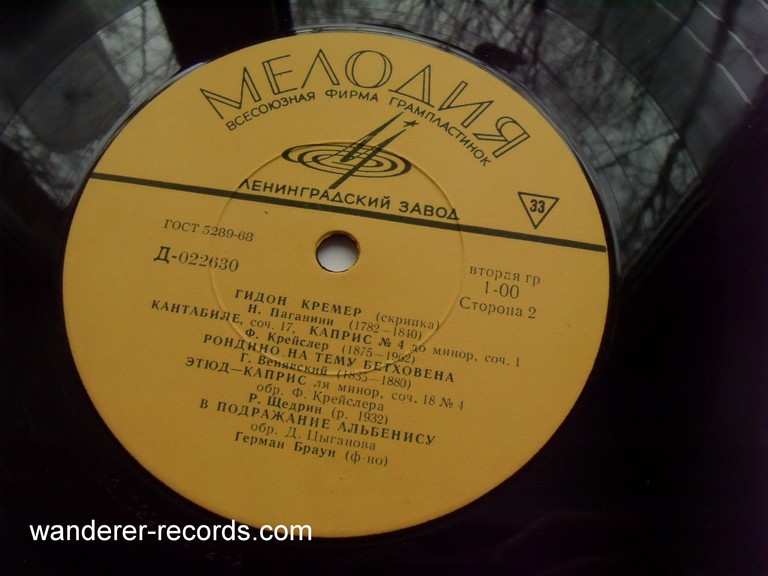 МЕЛОДИЯ
ВСЕСОЮЗНАЯ ФИРМА ГРАМПЛАСТИНОК
ЛЕНИНГРАДСКИЙ ЗАВОД
33
ГОСТ 5289-68
Д-022630
вторая гр
1-00
Сторона 2
ГИДОН КРЕМЕР (скрипка)
Н. Паганини (1782—1840)
КАНТАБИЛЕ, соч. 17, КАПРИС № 4 до минор, соч. 1
Ф. Крейслер (1875—1962)
РОНДИНО НА ТЕМУ БЕТХОВЕНА
Г. Венявский (1835—1880)
ЭТЮД—КАПРИС ля минор, соч. 18 № 4
обр. Ф. Крейслера
Р. Щедрин (р. 1932)
В ПОДРАЖАНИЕ АЛЬБЕНИСУ
обр. Д. Цыганова
Герман Браун (ф-но)
wanderer-records.com